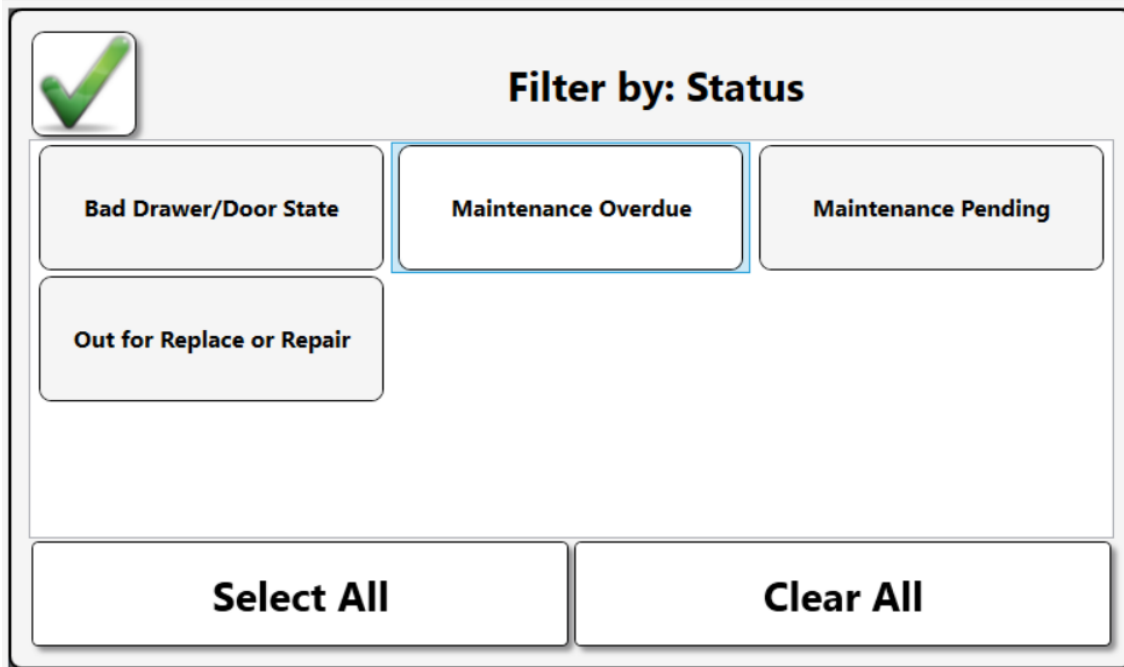 Filter by: Status
Bad Drawer/Door State
Maintenance Overdue
Maintenance Pending
Out for Replace or Repair
Select All
Clear All